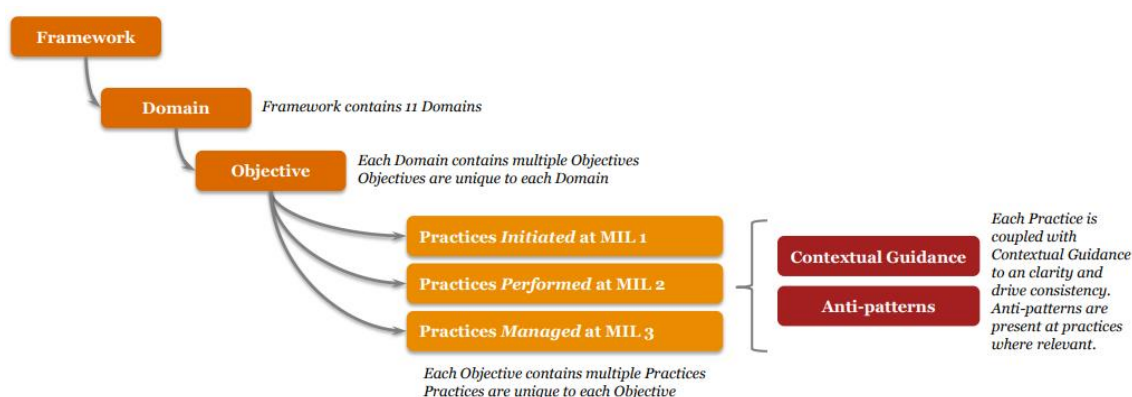 Framework
Domain
Framework contains 11 Domains
Objective
Each Domain contains multiple Objectives
Objectives are unique to each Domain
Practices Initiated at MIL 1
Practices Performed at MIL 2
Practices Managed at MIL 3
Each Objective contains multiple Practices
Practices are unique to each Objective
Contextual Guidance
Anti-patterns
Each Practice is
coupled with
Contextual Guidance
to an clarity and
drive consistency.
Anti-patterns are
present at practices
where relevant.